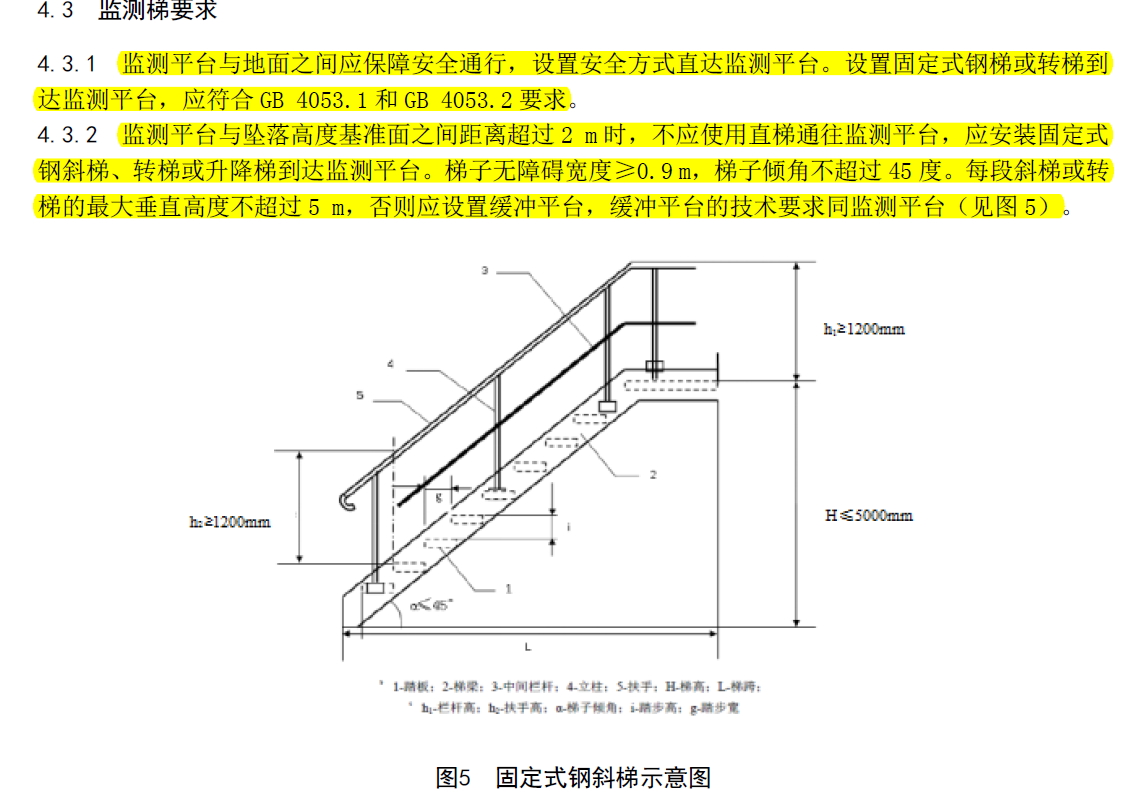 4.3 监测梯要求
4.3.1 监测平台与地面之间应保障安全通行，设置安全方式直达监测平台。设置固定式钢梯或转梯到
达监测平台，应符合 GB 4053.1 和 GB 4053.2 要求。
4.3.2 监测平台与坠落高度基准面之间距离超过 2 m 时，不应使用直梯通往监测平台，应安装固定式
钢斜梯、转梯或升降梯到达监测平台。梯子无障碍宽度≥0.9 m，梯子倾角不超过 45 度。每段斜梯或转
梯的最大垂直高度不超过 5 m，否则应设置缓冲平台，缓冲平台的技术要求同监测平台（见图 5）。
3
h₁≥1200mm
4
5
2
g
h₂≥1200mm
i
H≤5000mm
1
α≤45°
L
1-踏板；2-梯梁；3-中间栏杆；4-立柱；5-扶手；H-梯高；L-梯跨；
h₁-栏杆高；h₂-扶手高；α-梯子倾角；i-踏步高；g-踏步宽
图5 固定式钢斜梯示意图